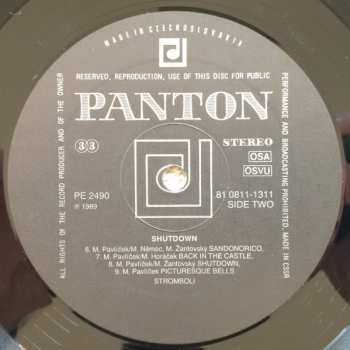 MADE IN CZECHOSLOVAKIA
RESERVED, REPRODUCTION, USE OF THIS DISC FOR PUBLIC
PERFORMANCE AND BROADCASTING PROHIBITED. MADE IN CSSR
ALL RIGHTS OF THE RECORD PRODUCER AND OF THE OWNER
PANTON
33
STEREO
OSA
OSVU
PE 2490
℗ 1989
81 0811-1311
SIDE TWO
SHUTDOWN
6. M. Pavlíček/M. Němec, M. Žantovský SANDONORICO,
7. M. Pavlíček/M. Horáček BACK IN THE CASTLE,
8. M. Pavlíček/M. Žantovský SHUTDOWN,
9. M. Pavlíček PICTURESQUE BELLS
STROMBOLI